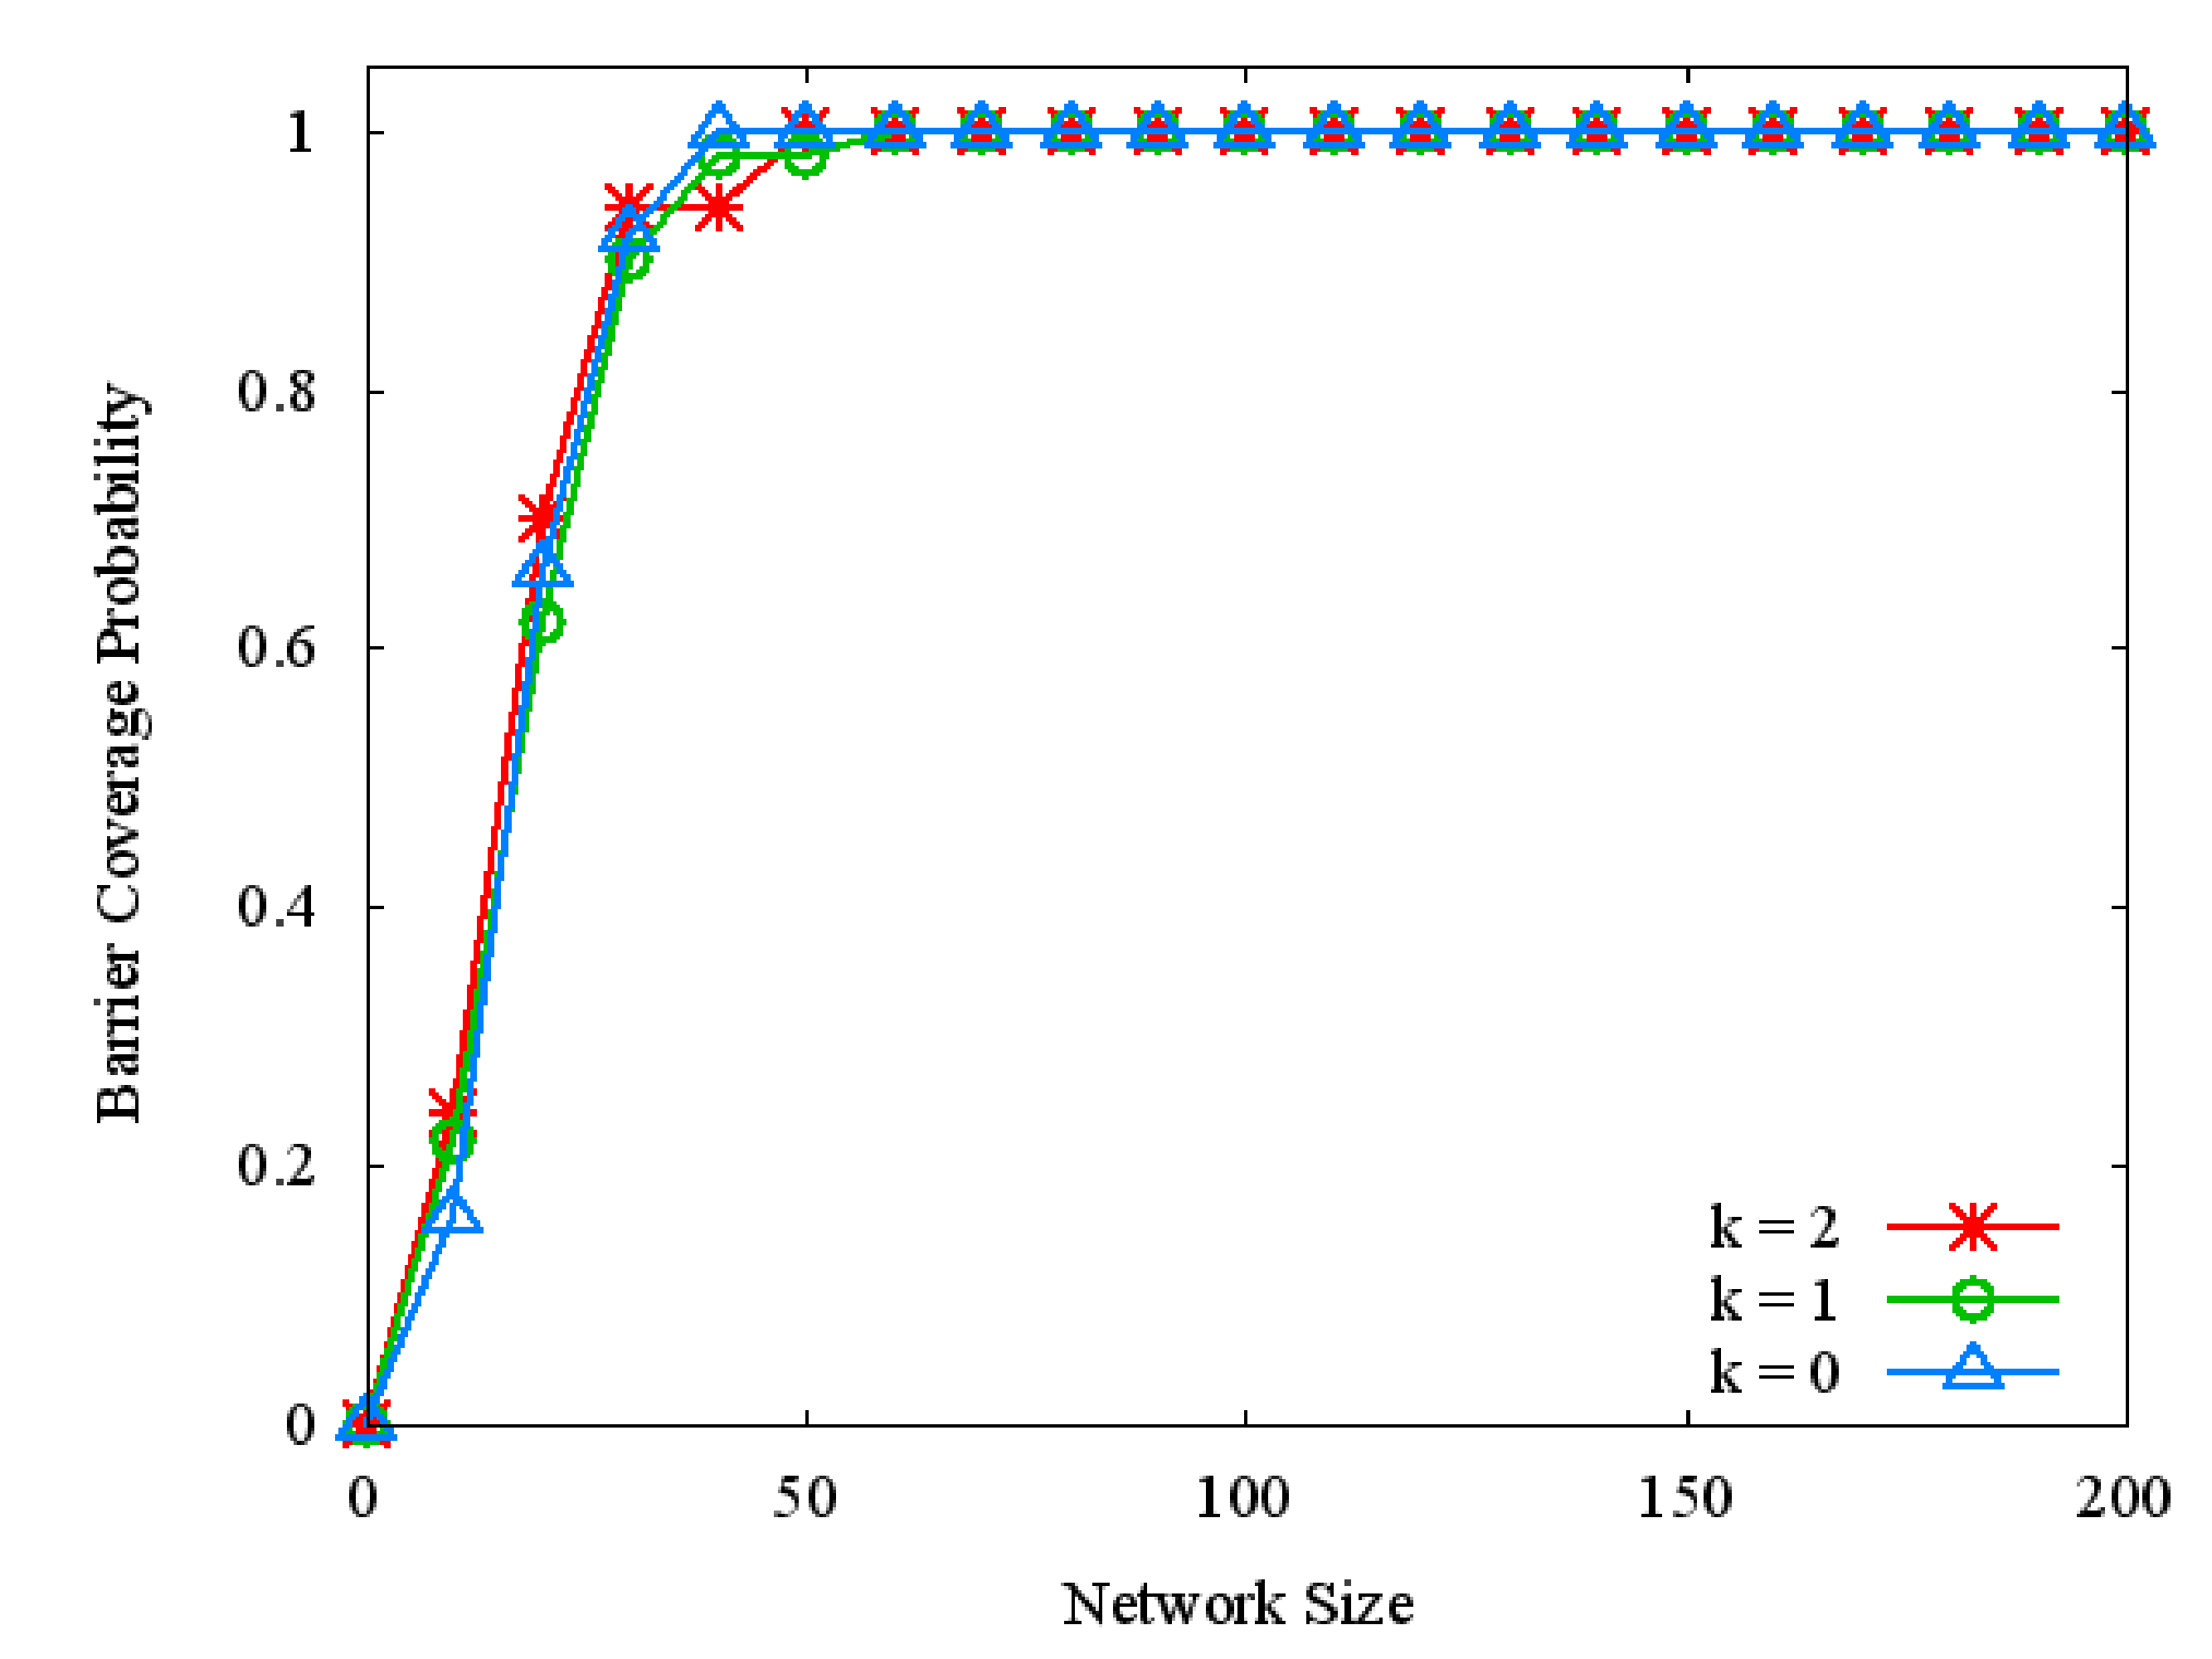 1
0.8
0.6
0.4
0.2
0
Barrier Coverage Probability
k = 2
k = 1
k = 0
0 50 100 150 200
Network Size